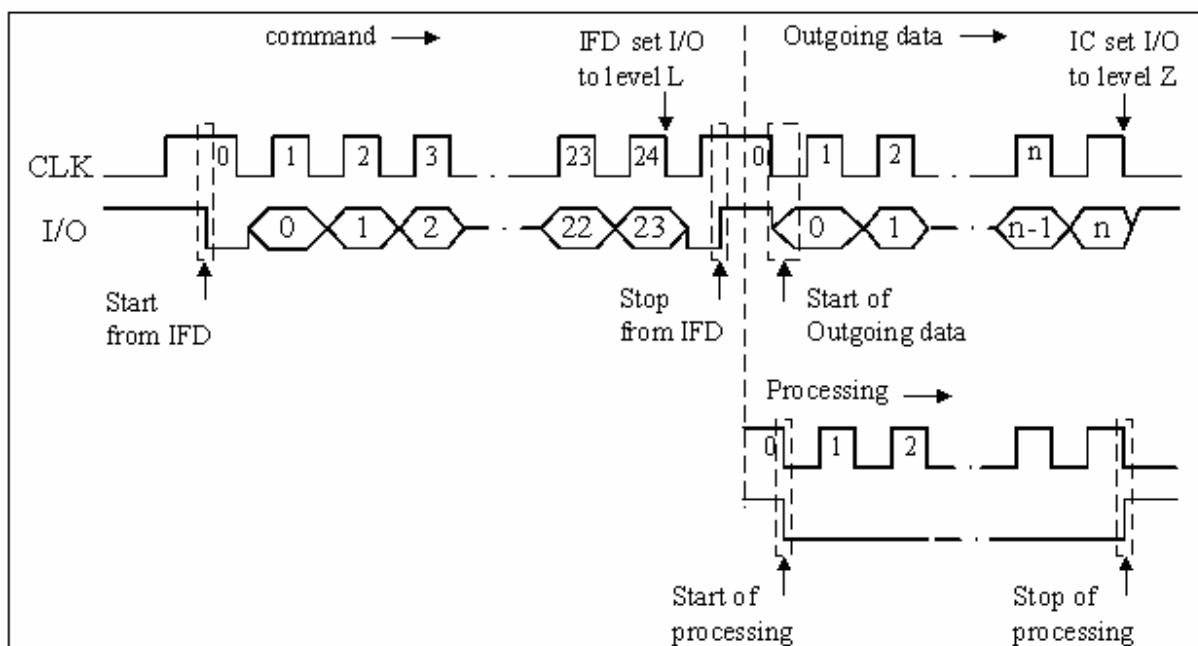 command
IFD set I/O
to level L
Outgoing data
IC set I/O
to level Z
CLK
0 1 2 3 23 24 0 1 2 n
I/O
0 1 2 22 23 0 1 n-1 n
Start
from IFD
Stop
from IFD
Start of
Outgoing data
Processing
0 1 2
Start of
processing
Stop of
processing